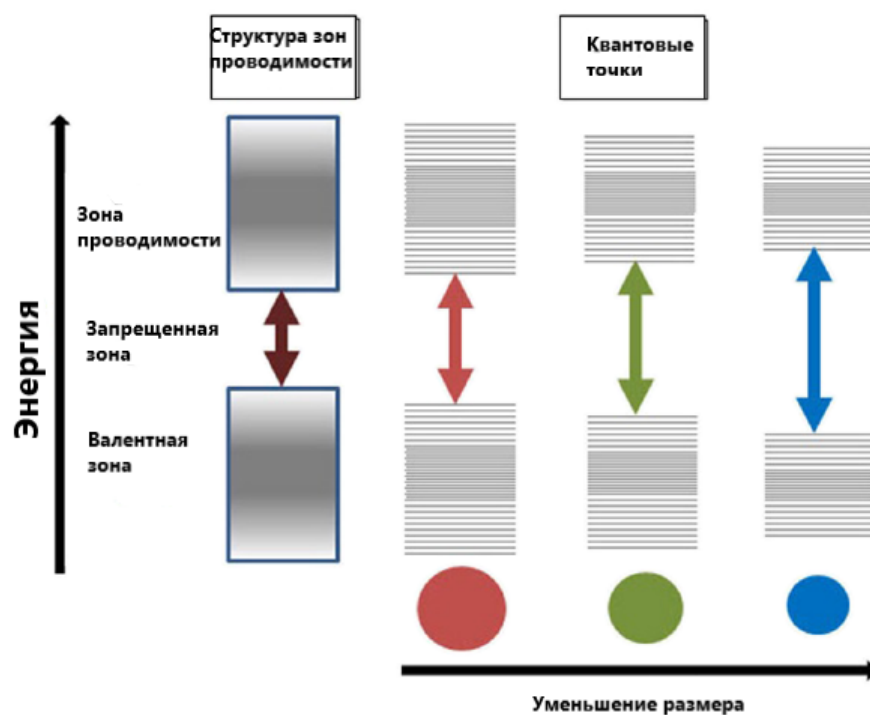 Структура зон
проводимости
Квантовые
точки
Зона
проводимости
Запрещенная
зона
Валентная
зона
Энергия
Уменьшение размера